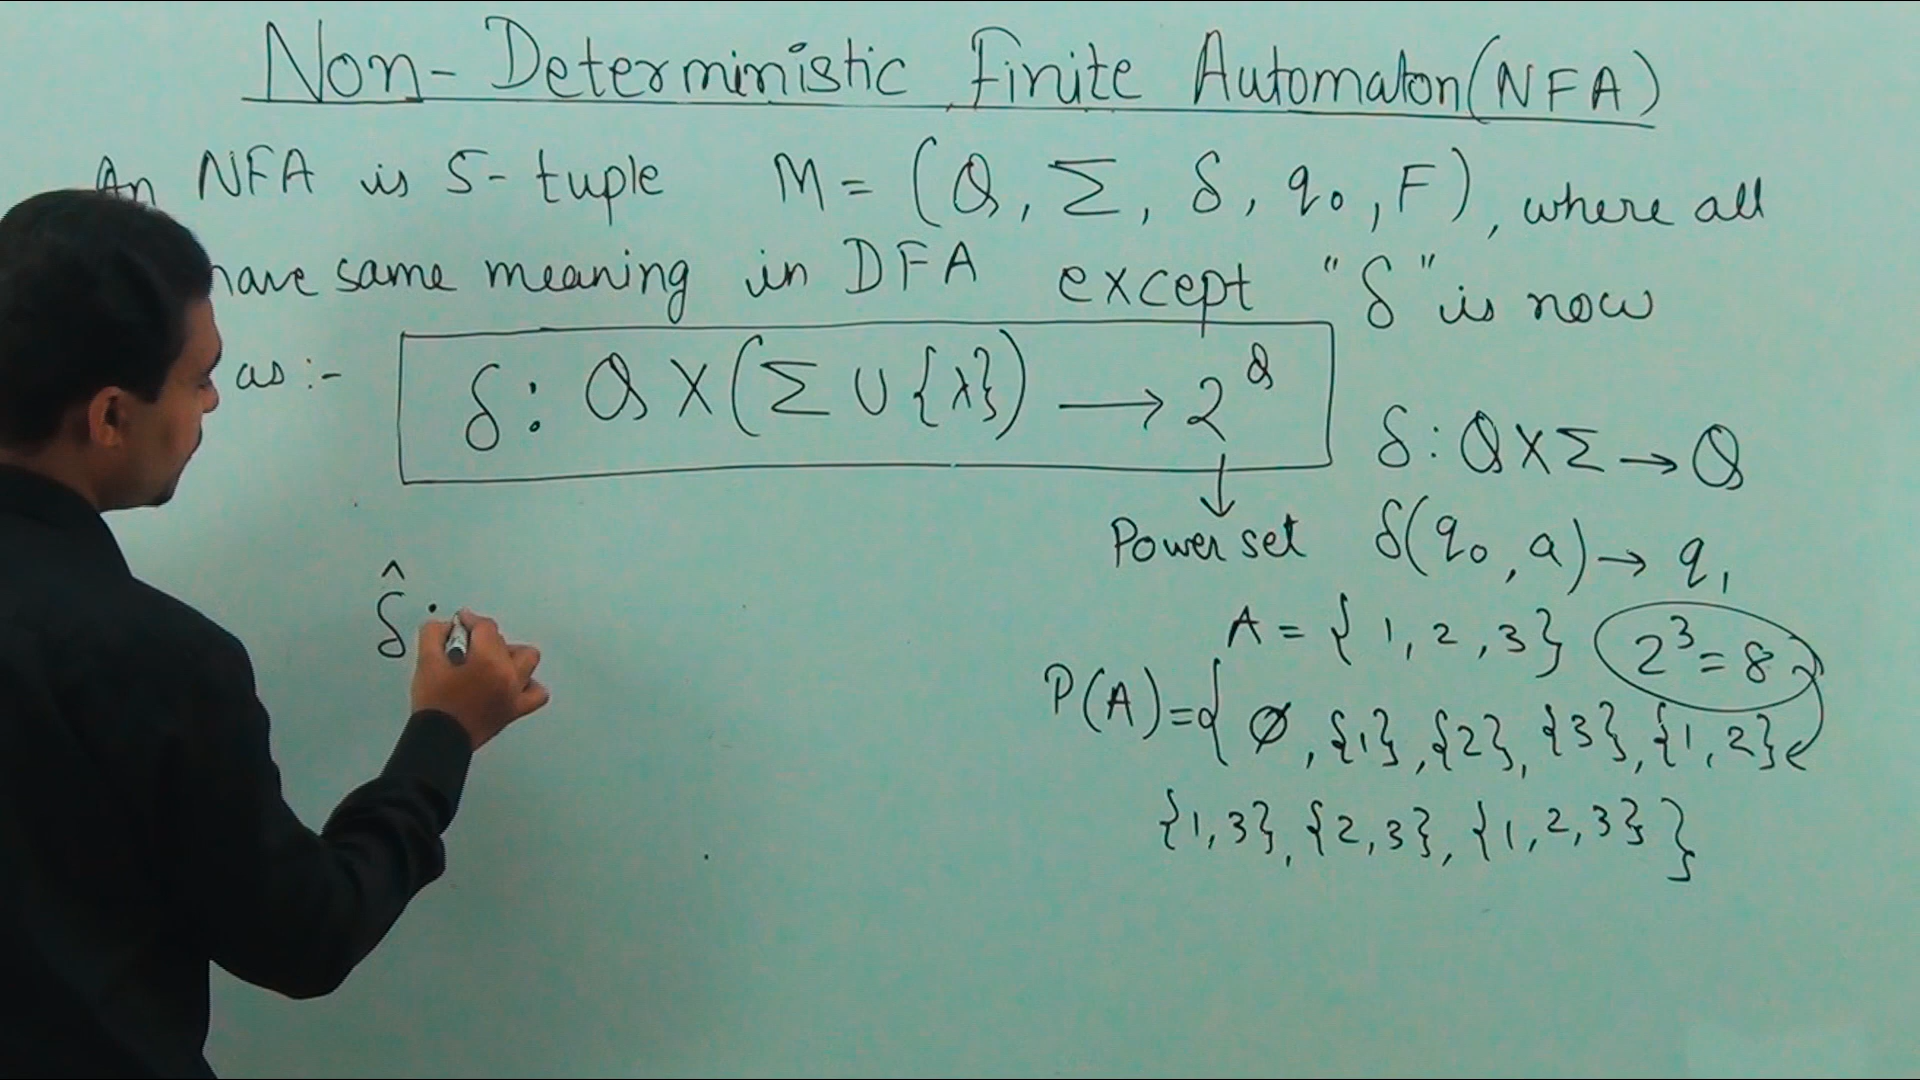 Non-Deterministic Finite Automaton(NFA)
An NFA is 5-tuple M = (Q, Σ, δ, q₀, F), where all
have same meaning in DFA except "δ" is now
as :-
δ: Q X (Σ ∪ {λ}) → 2^Q
δ: Q X Σ → Q
↓
Power set
δ(q₀, a) → q₁
A = { 1, 2, 3}
2³ = 8
P(A) = { ∅, {1}, {2}, {3}, {1, 2}
{1, 3}, {2, 3}, {1, 2, 3} }
δ̂ :